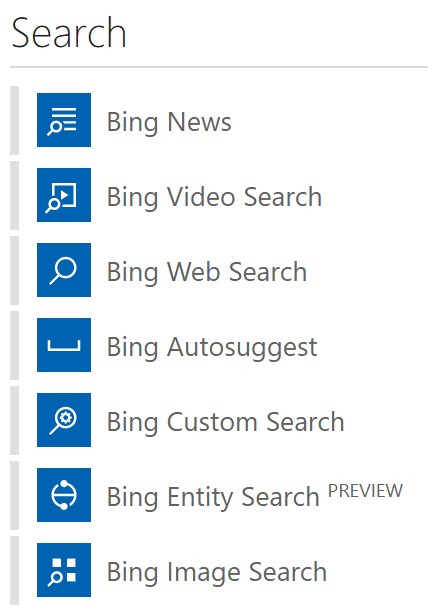 Search
Bing News
Bing Video Search
Bing Web Search
Bing Autosuggest
Bing Custom Search
Bing Entity Search PREVIEW
Bing Image Search